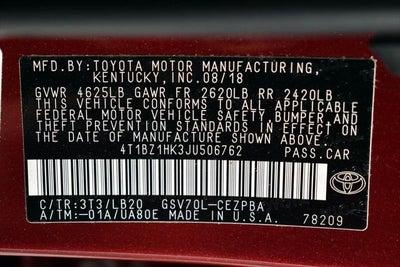 MFD.BY: TOYOTA MOTOR MANUFACTURING,
KENTUCKY, INC. 08/18
GVWR 4625LB GAWR FR 2620LB RR 2420LB
THIS VEHICLE CONFORMS TO ALL APPLICABLE
FEDERAL MOTOR VEHICLE SAFETY, BUMPER, AND
THEFT PREVENTION STANDARDS IN EFFECT ON
THE DATE OF MANUFACTURE SHOWN ABOVE.
4T1BZ1HK3JU506762 PASS.CAR
C/TR:3T3/LB20 GSV70L-CEZPBA
A/TM:-01A/UA80E MADE IN U.S.A. 78209